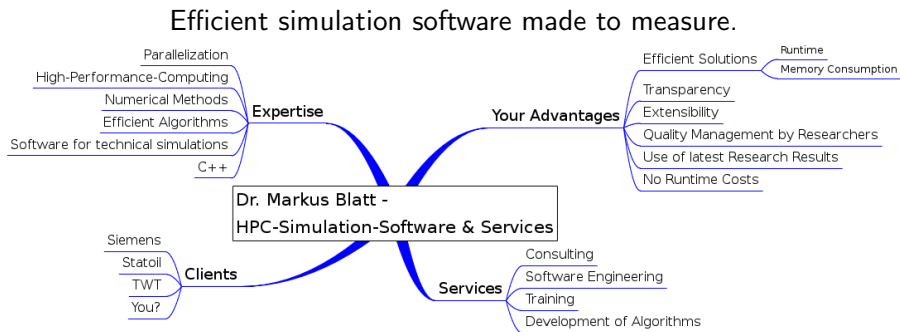 Efficient simulation software made to measure.
Parallelization
High-Performance-Computing
Numerical Methods
Efficient Algorithms
Software for technical simulations
C++
Expertise
Your Advantages
Efficient Solutions
Runtime
Memory Consumption
Transparency
Extensibility
Quality Management by Researchers
Use of latest Research Results
No Runtime Costs
Dr. Markus Blatt -
HPC-Simulation-Software & Services
Siemens
Statoil
TWT
You?
Clients
Services
Consulting
Software Engineering
Training
Development of Algorithms